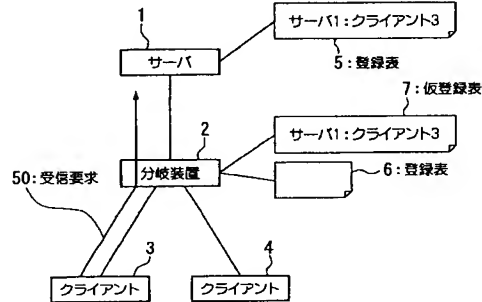 1
サーバ
サーバ1:クライアント3
5:登録表
7:仮登録表
サーバ1:クライアント3
2
分岐装置
6:登録表
50:受信要求
3
クライアント
4
クライアント